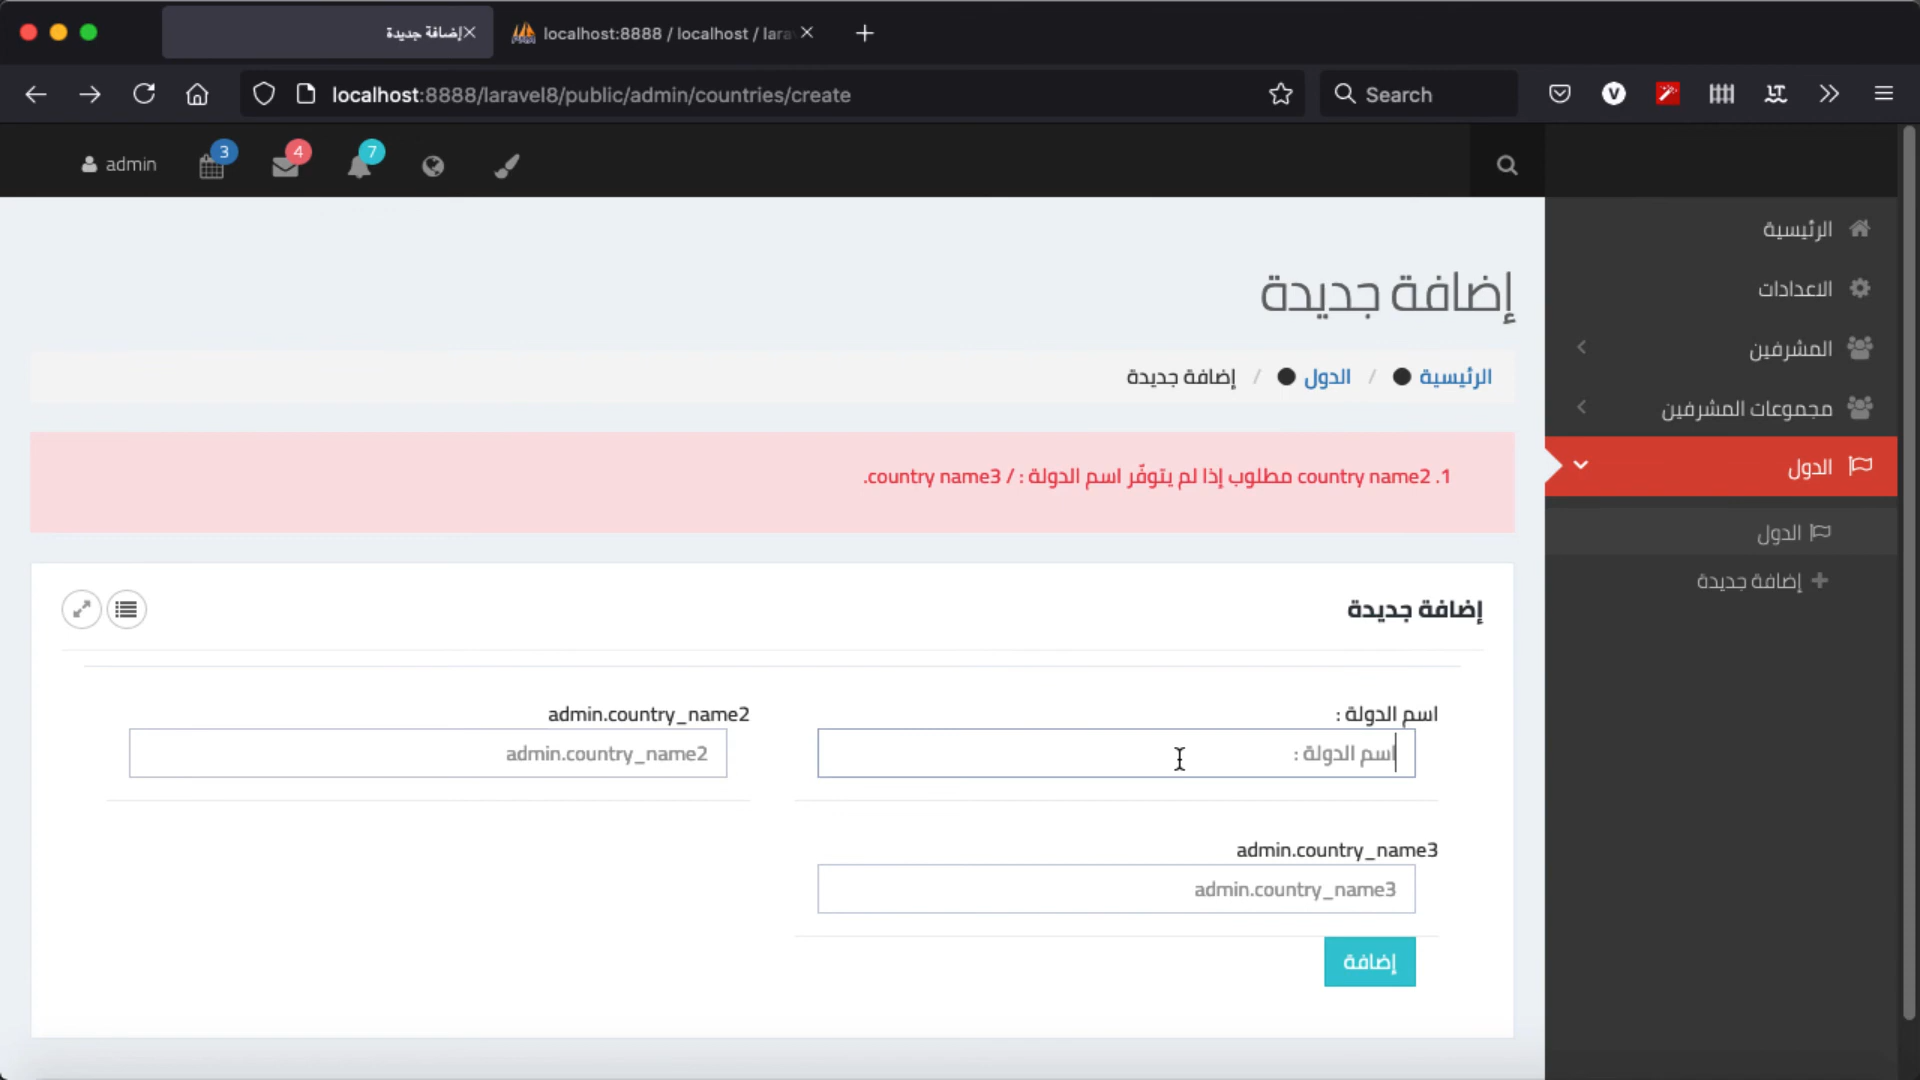 إضافة جديدة
localhost:8888 / localhost / lara
localhost:8888/laravel8/public/admin/countries/create
Search
admin
3
4
7
الرئيسية
الاعدادات
المشرفين
مجموعات المشرفين
الدول
الدول
إضافة جديدة
إضافة جديدة
الرئيسية / الدول / إضافة جديدة
1. country name2 مطلوب إذا لم يتوفّر اسم الدولة : / country name3.
إضافة جديدة
اسم الدولة :
اسم الدولة :
admin.country_name2
admin.country_name2
admin.country_name3
admin.country_name3
إضافة